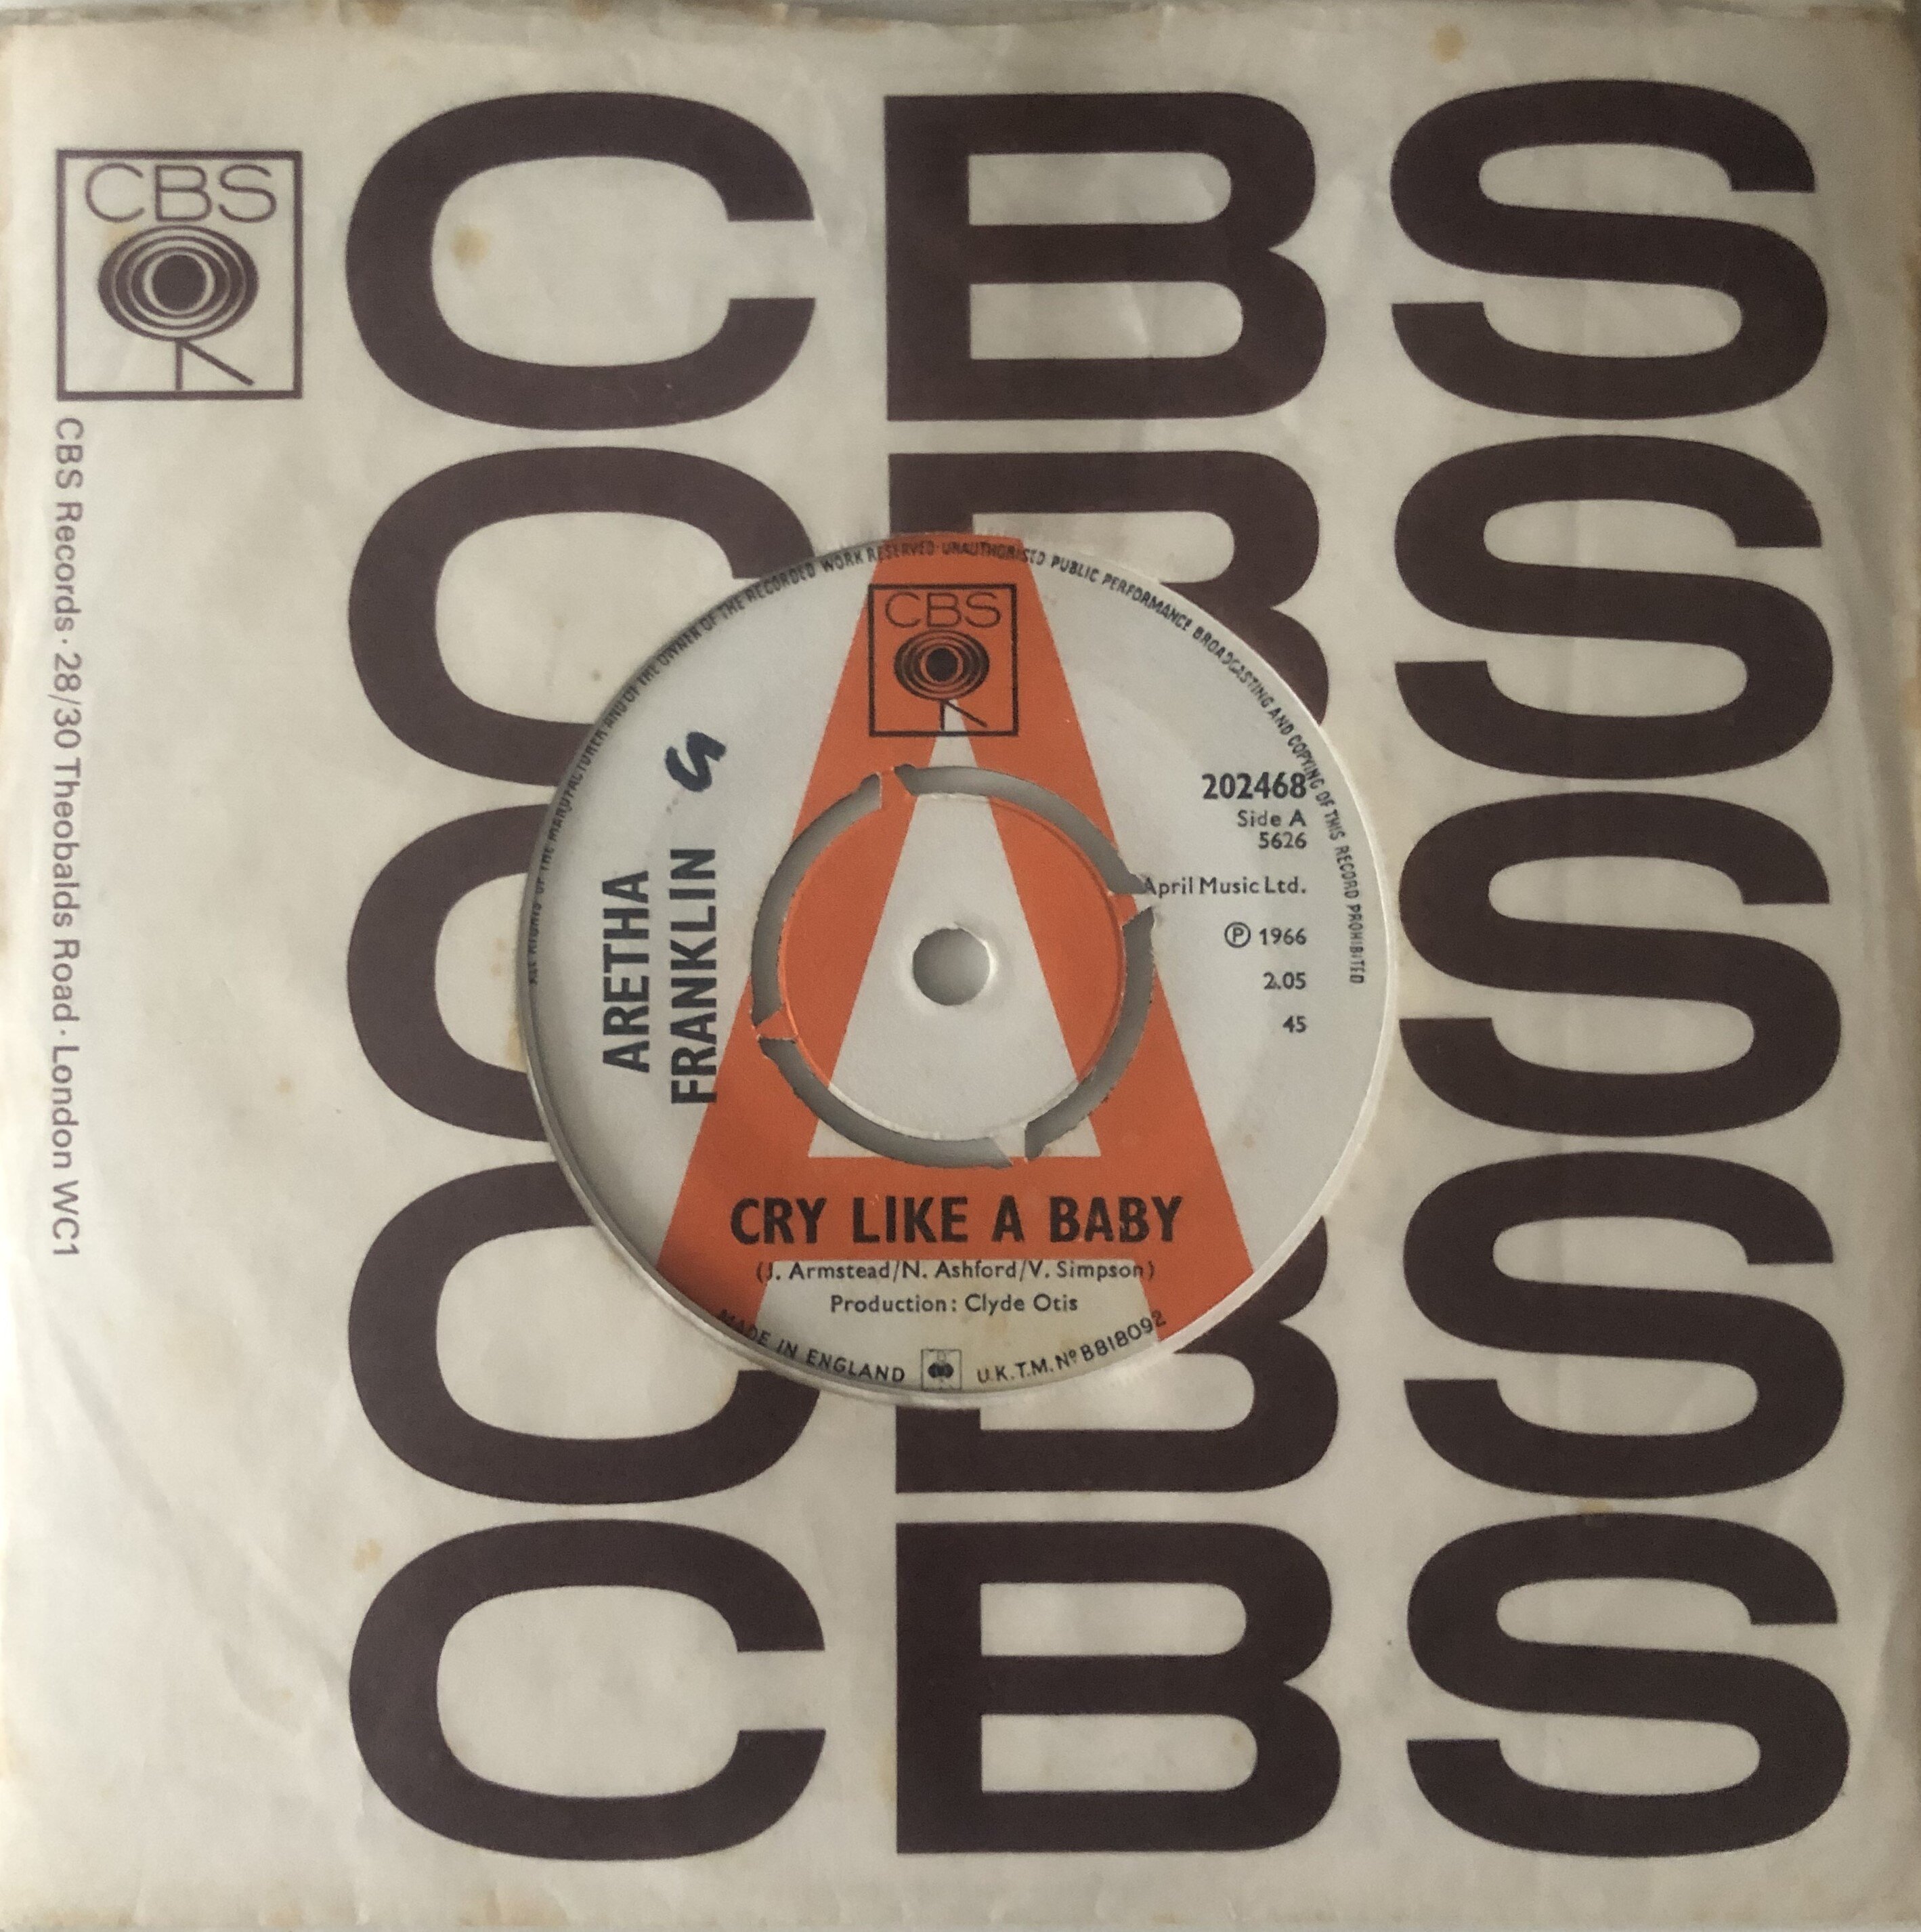 CBS
CBS
CBS Records · 28/30 Theobalds Road · London WC1
CBS
CBS
CBS
CBS
ALL RIGHTS OF THE MANUFACTURER AND OF THE OWNER OF THE RECORDED WORK RESERVED · UNAUTHORISED PUBLIC PERFORMANCE BROADCASTING AND COPYING OF THIS RECORD PROHIBITED
A
CBS
ARETHA
FRANKLIN
202468
Side A
5626
April Music Ltd.
℗ 1966
2.05
45
CRY LIKE A BABY
(J. Armstead/N. Ashford/V. Simpson)
Production: Clyde Otis
MADE IN ENGLAND U.K.T.M. Nº B818092